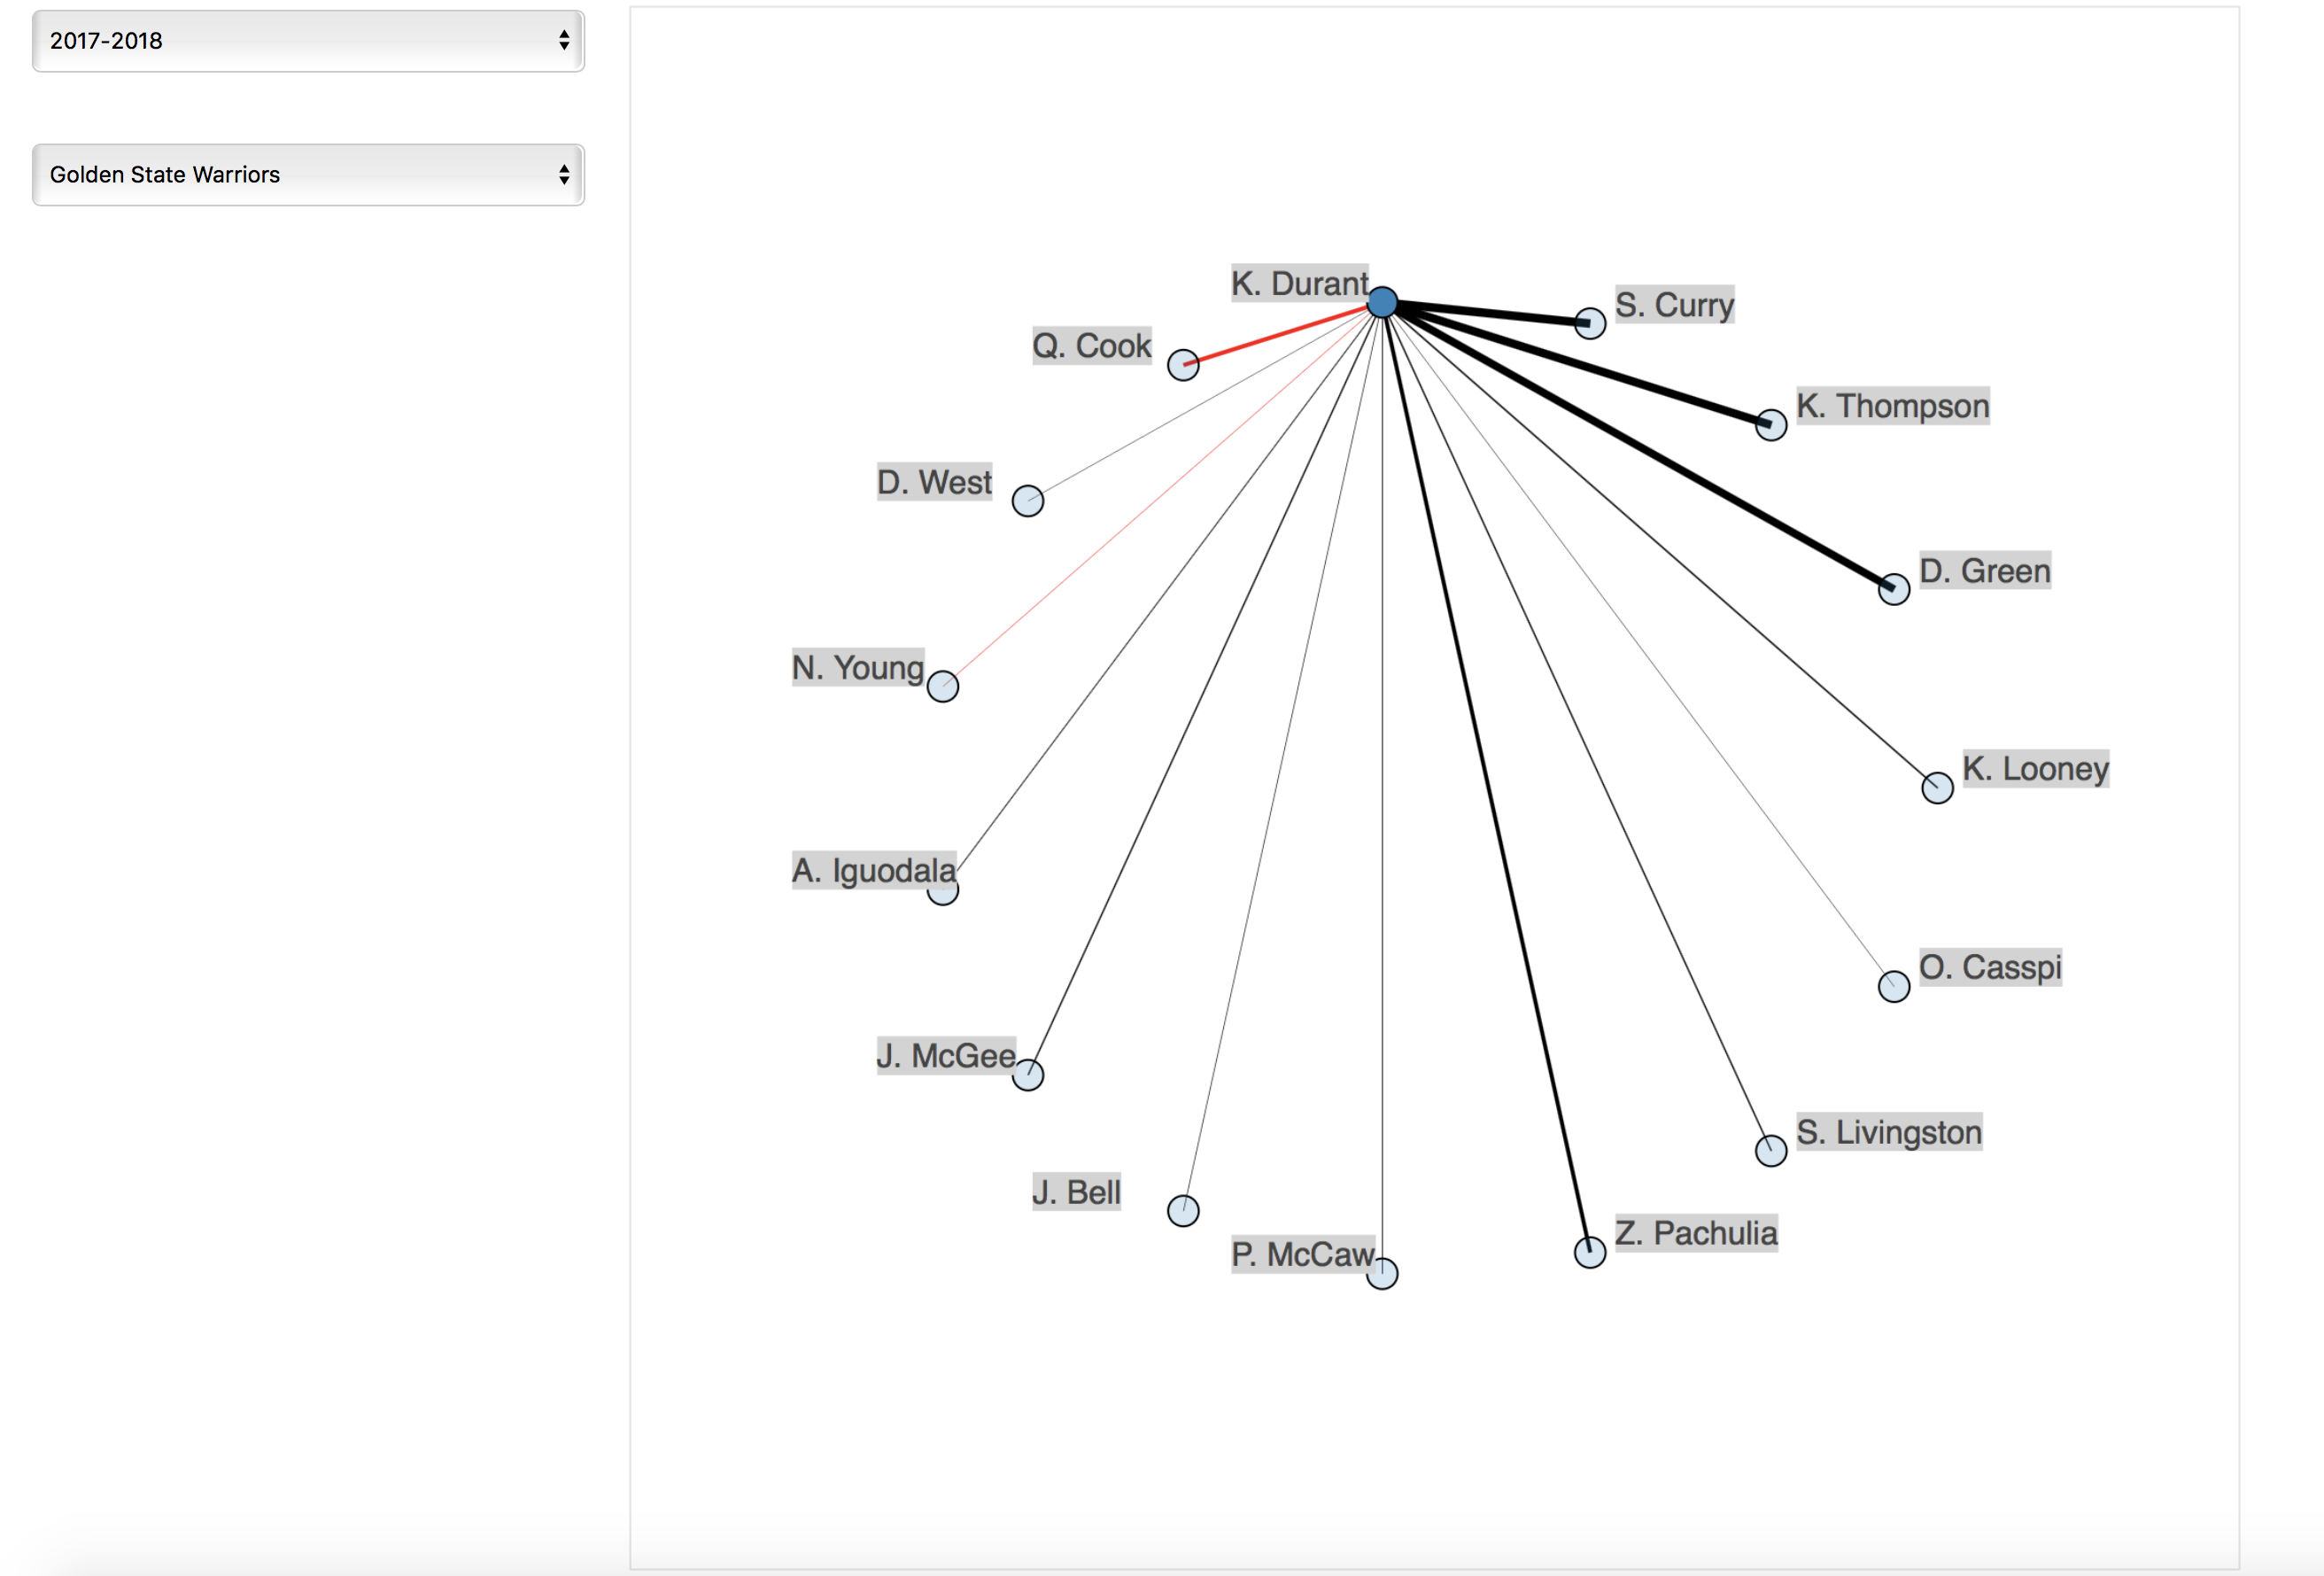 2017-2018
Golden State Warriors
K. Durant
S. Curry
Q. Cook
K. Thompson
D. West
D. Green
N. Young
K. Looney
A. Iguodala
O. Casspi
J. McGee
S. Livingston
J. Bell
Z. Pachulia
P. McCaw